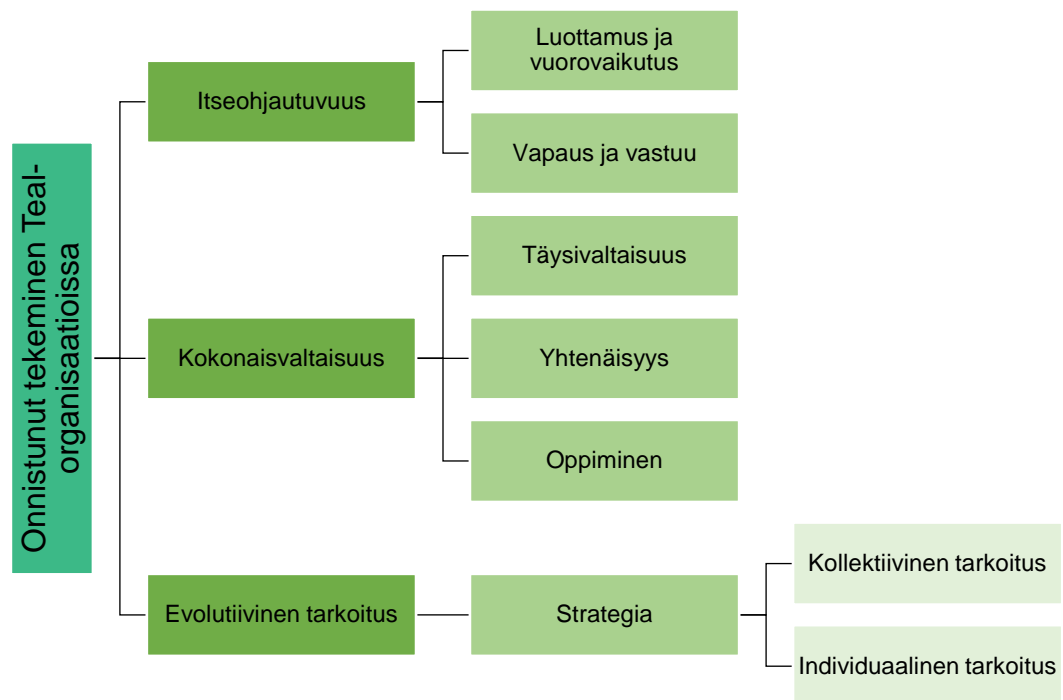 Onnistunut tekeminen Teal-
organisaatioissa
Itseohjautuvuus
Luottamus ja
vuorovaikutus
Vapaus ja vastuu
Kokonaisvaltaisuus
Täysivaltaisuus
Yhtenäisyys
Oppiminen
Evolutiivinen tarkoitus
Strategia
Kollektiivinen tarkoitus
Individuaalinen tarkoitus